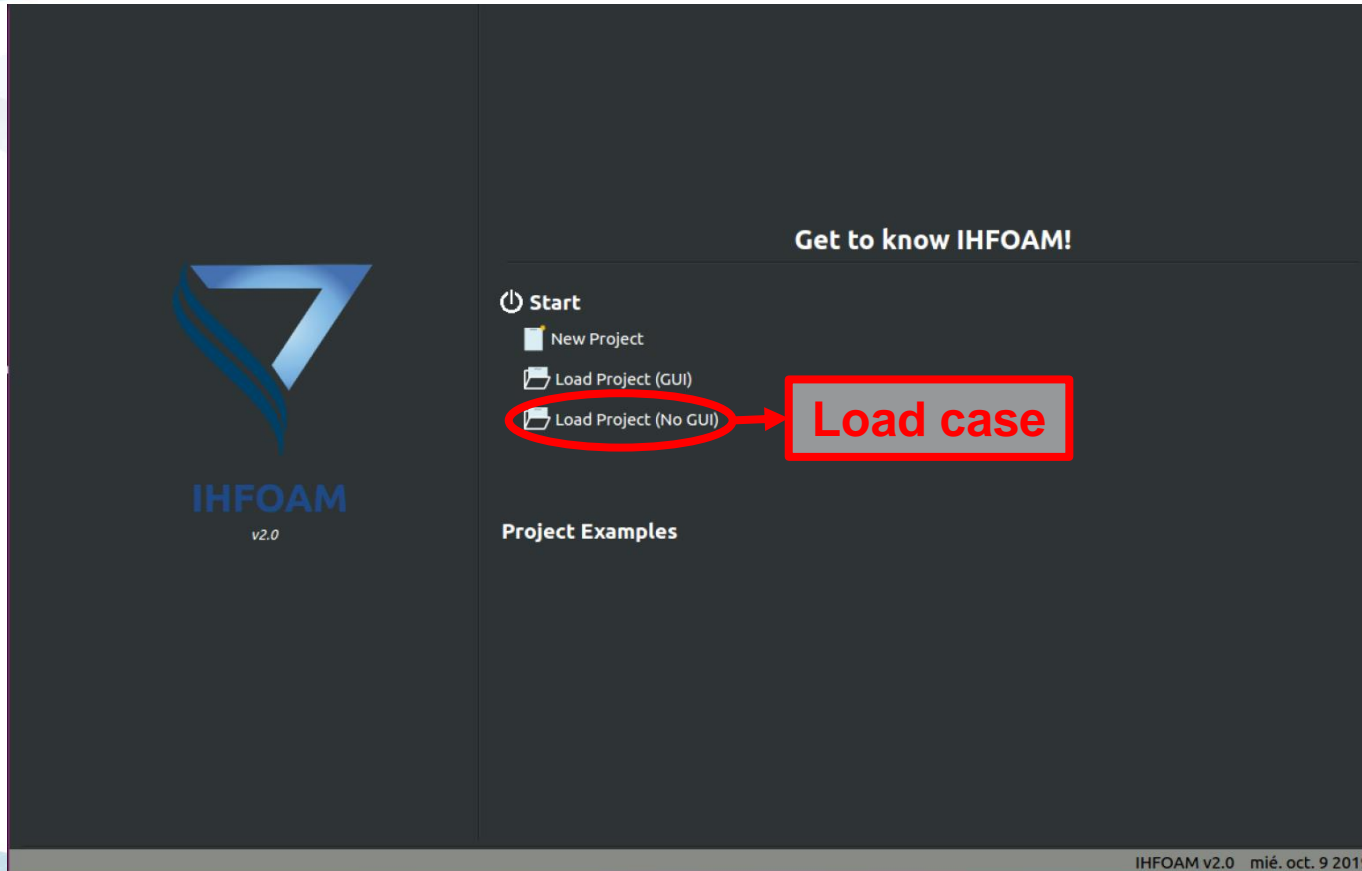 Get to know IHFOAM!
Start
New Project
Load Project (GUI)
Load Project (No GUI)
Load case
IHFOAM
v2.0
Project Examples
IHFOAM v2.0 mié. oct. 9 2019